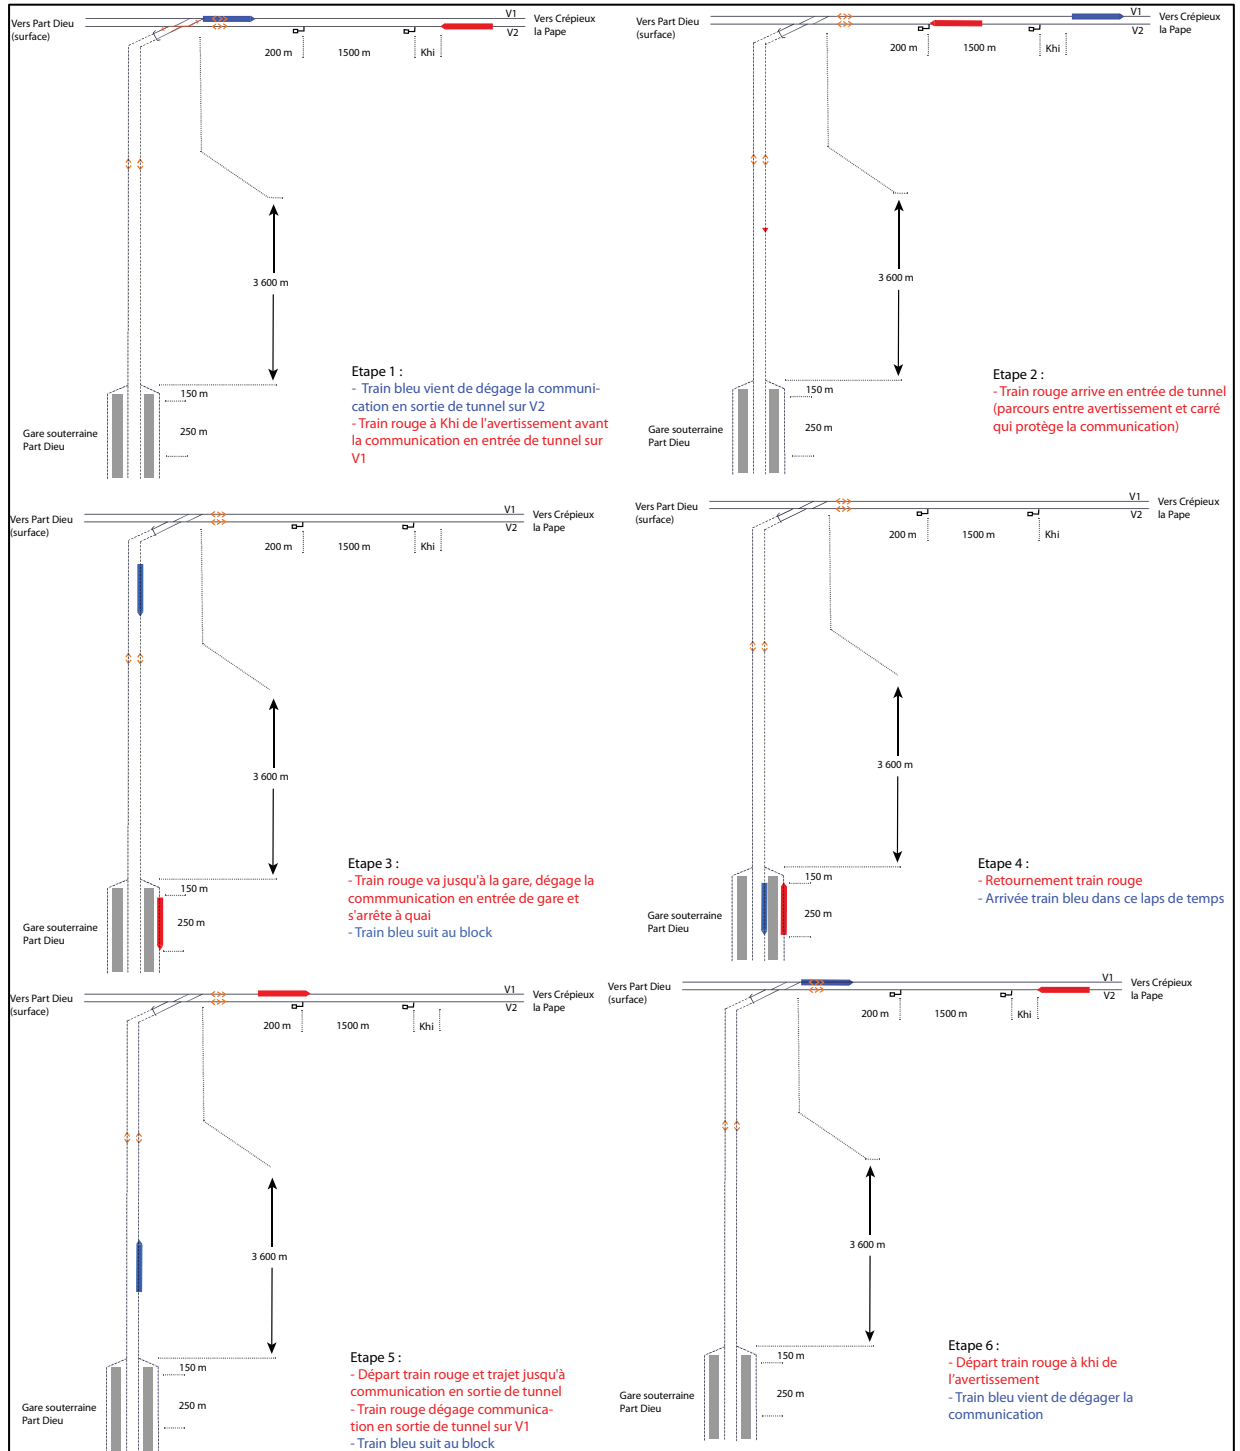 Vers Part Dieu
(surface)
V1
V2
Vers Crépieux
la Pape
200 m
1500 m
Khi
3 600 m
Etape 1 :
- Train bleu vient de dégage la communi-
cation en sortie de tunnel sur V2
- Train rouge à Khi de l'avertissement avant
la communication en entrée de tunnel sur
V1
150 m
250 m
Gare souterraine
Part Dieu
Vers Part Dieu
(surface)
V1
V2
Vers Crépieux
la Pape
200 m
1500 m
Khi
3 600 m
Etape 2 :
- Train rouge arrive en entrée de tunnel
(parcours entre avertissement et carré
qui protège la communication)
150 m
250 m
Gare souterraine
Part Dieu
Vers Part Dieu
(surface)
V1
V2
Vers Crépieux
la Pape
200 m
1500 m
Khi
3 600 m
Etape 3 :
- Train rouge va jusqu'à la gare, dégage la
commmunication en entrée de gare et
s'arrête à quai
- Train bleu suit au block
150 m
250 m
Gare souterraine
Part Dieu
Vers Part Dieu
(surface)
V1
V2
Vers Crépieux
la Pape
200 m
1500 m
Khi
3 600 m
Etape 4 :
- Retournement train rouge
- Arrivée train bleu dans ce laps de temps
150 m
250 m
Gare souterraine
Part Dieu
Vers Part Dieu
(surface)
V1
V2
Vers Crépieux
la Pape
200 m
1500 m
Khi
3 600 m
Etape 5 :
- Départ train rouge et trajet jusqu'à
communication en sortie de tunnel
- Train rouge dégage communica-
tion en sortie de tunnel sur V1
- Train bleu suit au block
150 m
250 m
Gare souterraine
Part Dieu
Vers Part Dieu
(surface)
V1
V2
Vers Crépieux
la Pape
200 m
1500 m
Khi
3 600 m
Etape 6 :
- Départ train rouge à khi de
l'avertissement
- Train bleu vient de dégager la
communication
150 m
250 m
Gare souterraine
Part Dieu